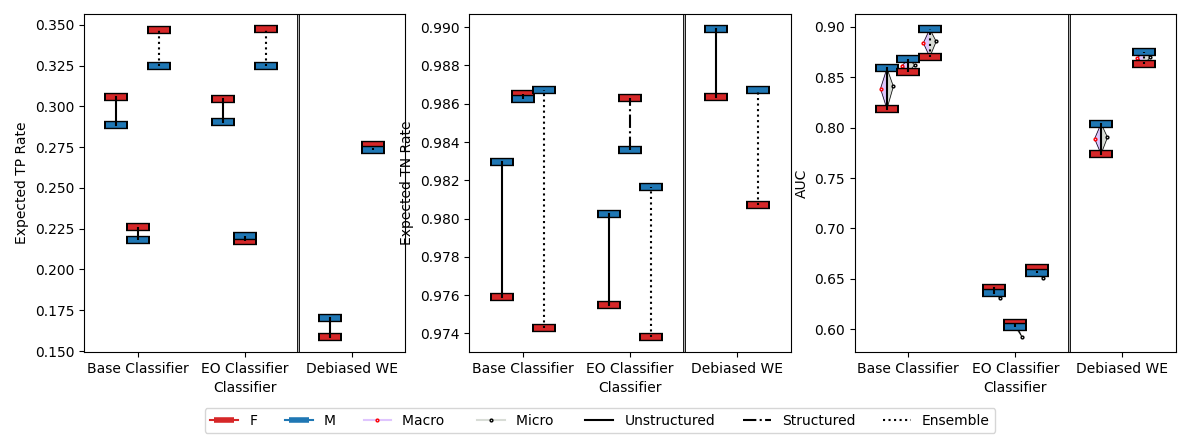 Expected TP Rate
0.350
0.325
0.300
0.275
0.250
0.225
0.200
0.175
0.150
Base Classifier EO Classifier Debiased WE
Classifier
Expected TN Rate
0.990
0.988
0.986
0.984
0.982
0.980
0.978
0.976
0.974
Base Classifier EO Classifier Debiased WE
Classifier
AUC
0.90
0.85
0.80
0.75
0.70
0.65
0.60
Base Classifier EO Classifier Debiased WE
Classifier
F M Macro Micro Unstructured Structured Ensemble